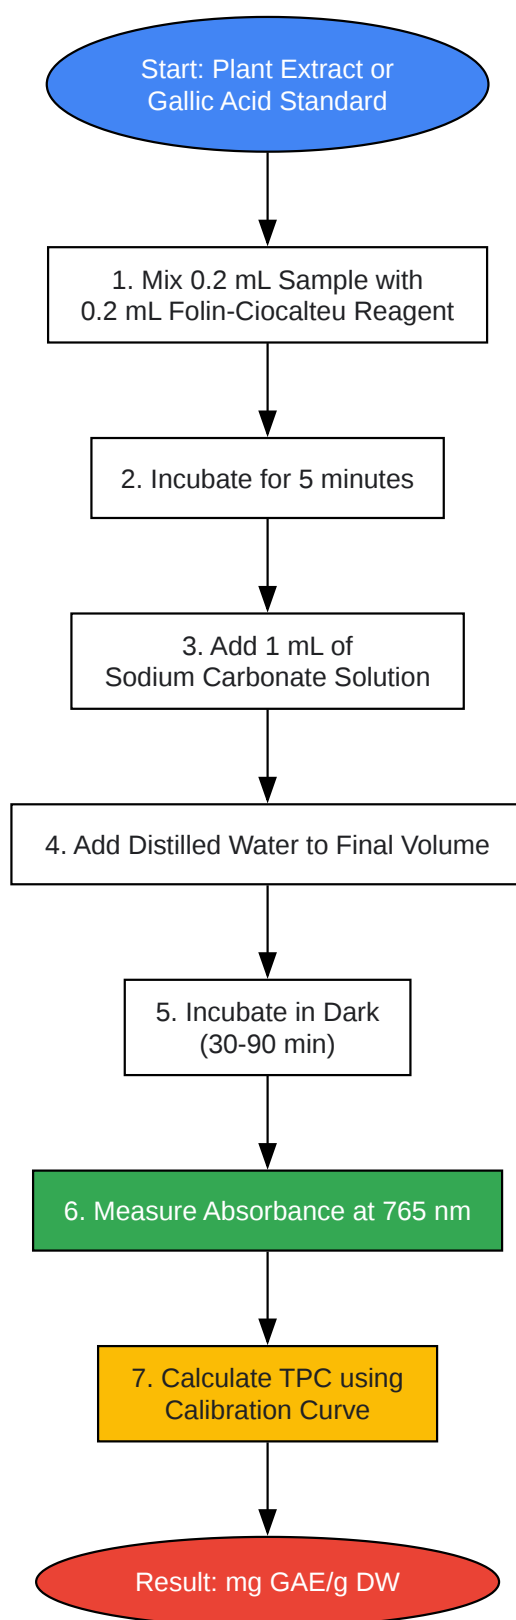 Start: Plant Extract or
Gallic Acid Standard
1. Mix 0.2 mL Sample with
0.2 mL Folin-Ciocalteu Reagent
2. Incubate for 5 minutes
3. Add 1 mL of
Sodium Carbonate Solution
4. Add Distilled Water to Final Volume
5. Incubate in Dark
(30-90 min)
6. Measure Absorbance at 765 nm
7. Calculate TPC using
Calibration Curve
Result: mg GAE/g DW